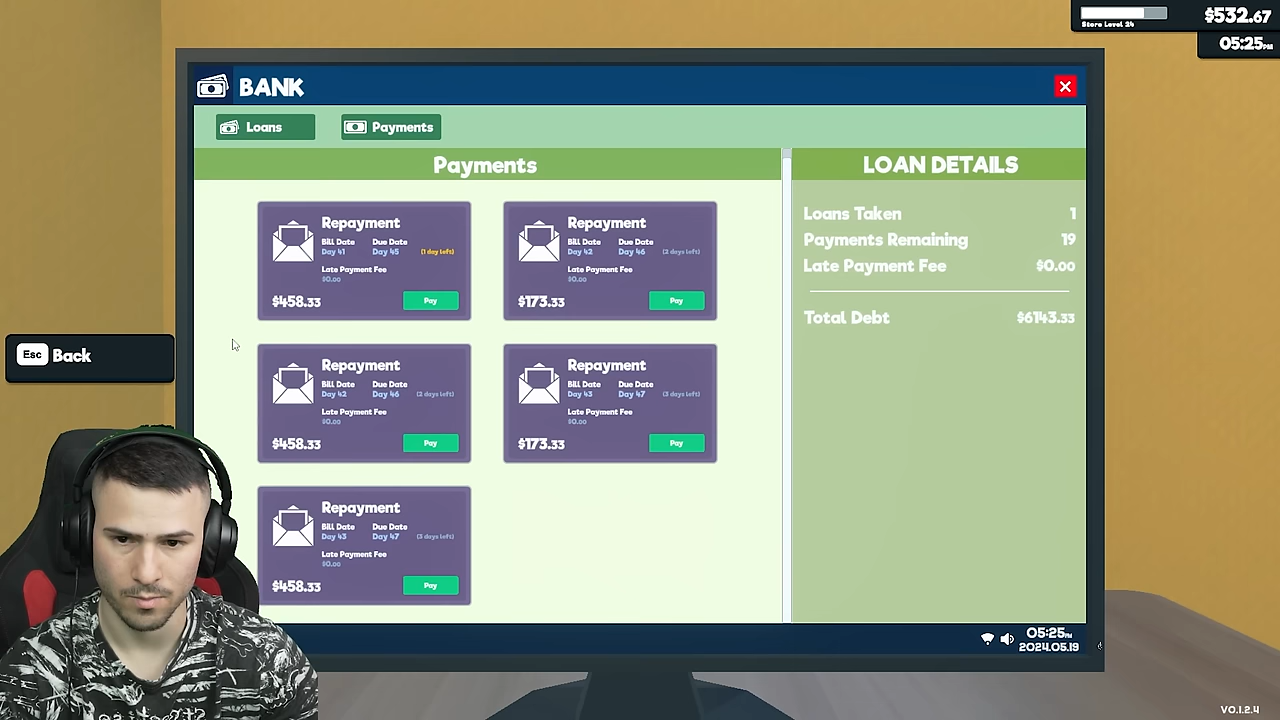 $532.67
Store Level 24
05:25PM
BANK
Loans
Payments
Payments
LOAN DETAILS
Repayment
Bill Date Due Date
Day 41 Day 45 (1 day left)
Late Payment Fee
$0.00
$458.33 Pay
Repayment
Bill Date Due Date
Day 42 Day 46 (2 days left)
Late Payment Fee
$0.00
$173.33 Pay
Loans Taken 1
Payments Remaining 19
Late Payment Fee $0.00
Total Debt $6143.33
Esc Back
Repayment
Bill Date Due Date
Day 42 Day 46 (2 days left)
Late Payment Fee
$0.00
$458.33 Pay
Repayment
Bill Date Due Date
Day 43 Day 47 (3 days left)
Late Payment Fee
$0.00
$173.33 Pay
Repayment
Bill Date Due Date
Day 43 Day 47 (3 days left)
Late Payment Fee
$0.00
$458.33 Pay
05:25PM
2024.05.19
V0.1.2.4